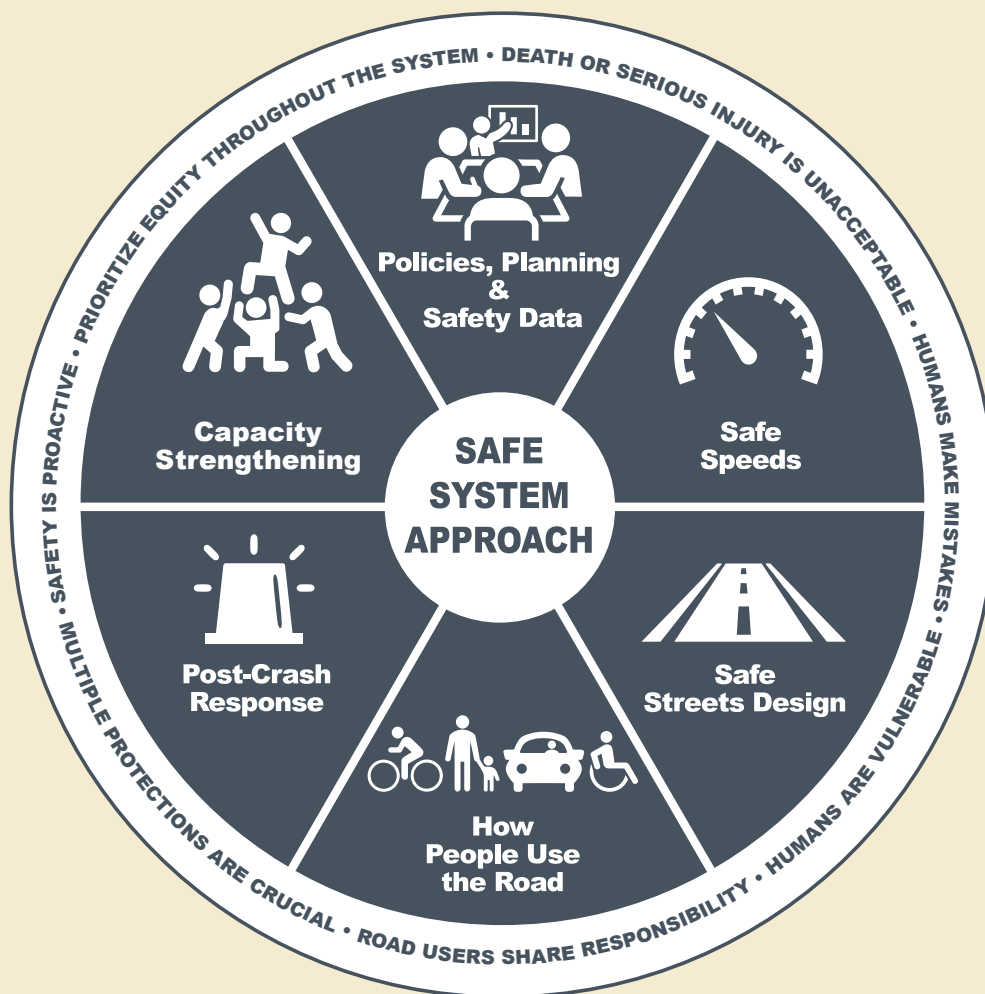 PRIORITIZE EQUITY THROUGHOUT THE SYSTEM • DEATH OR SERIOUS INJURY IS UNACCEPTABLE • HUMANS MAKE MISTAKES • HUMANS ARE VULNERABLE • ROAD USERS SHARE RESPONSIBILITY • MULTIPLE PROTECTIONS ARE CRUCIAL • SAFETY IS PROACTIVE •
Policies, Planning
&
Safety Data
Safe
Speeds
Safe
Streets Design
How
People Use
the Road
Post-Crash
Response
Capacity
Strengthening
SAFE
SYSTEM
APPROACH